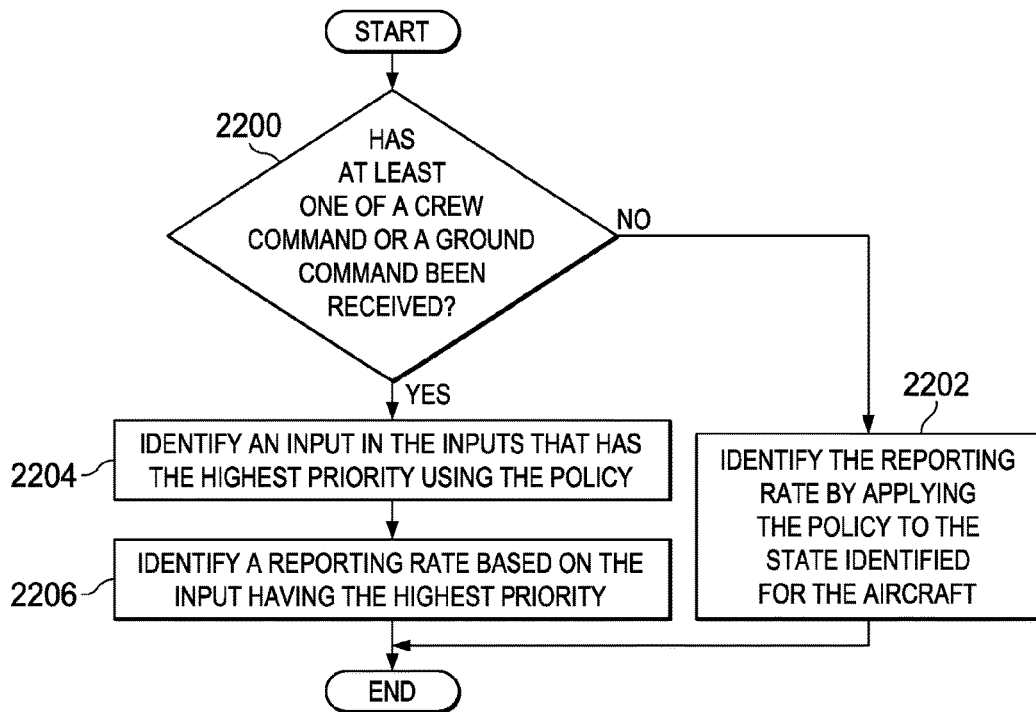 START
2200
HAS
AT LEAST
ONE OF A CREW
COMMAND OR A GROUND
COMMAND BEEN
RECEIVED?
NO
YES
2202
2204
IDENTIFY AN INPUT IN THE INPUTS THAT HAS
THE HIGHEST PRIORITY USING THE POLICY
IDENTIFY THE REPORTING
RATE BY APPLYING
THE POLICY TO THE
STATE IDENTIFIED
FOR THE AIRCRAFT
2206
IDENTIFY A REPORTING RATE BASED ON THE
INPUT HAVING THE HIGHEST PRIORITY
END